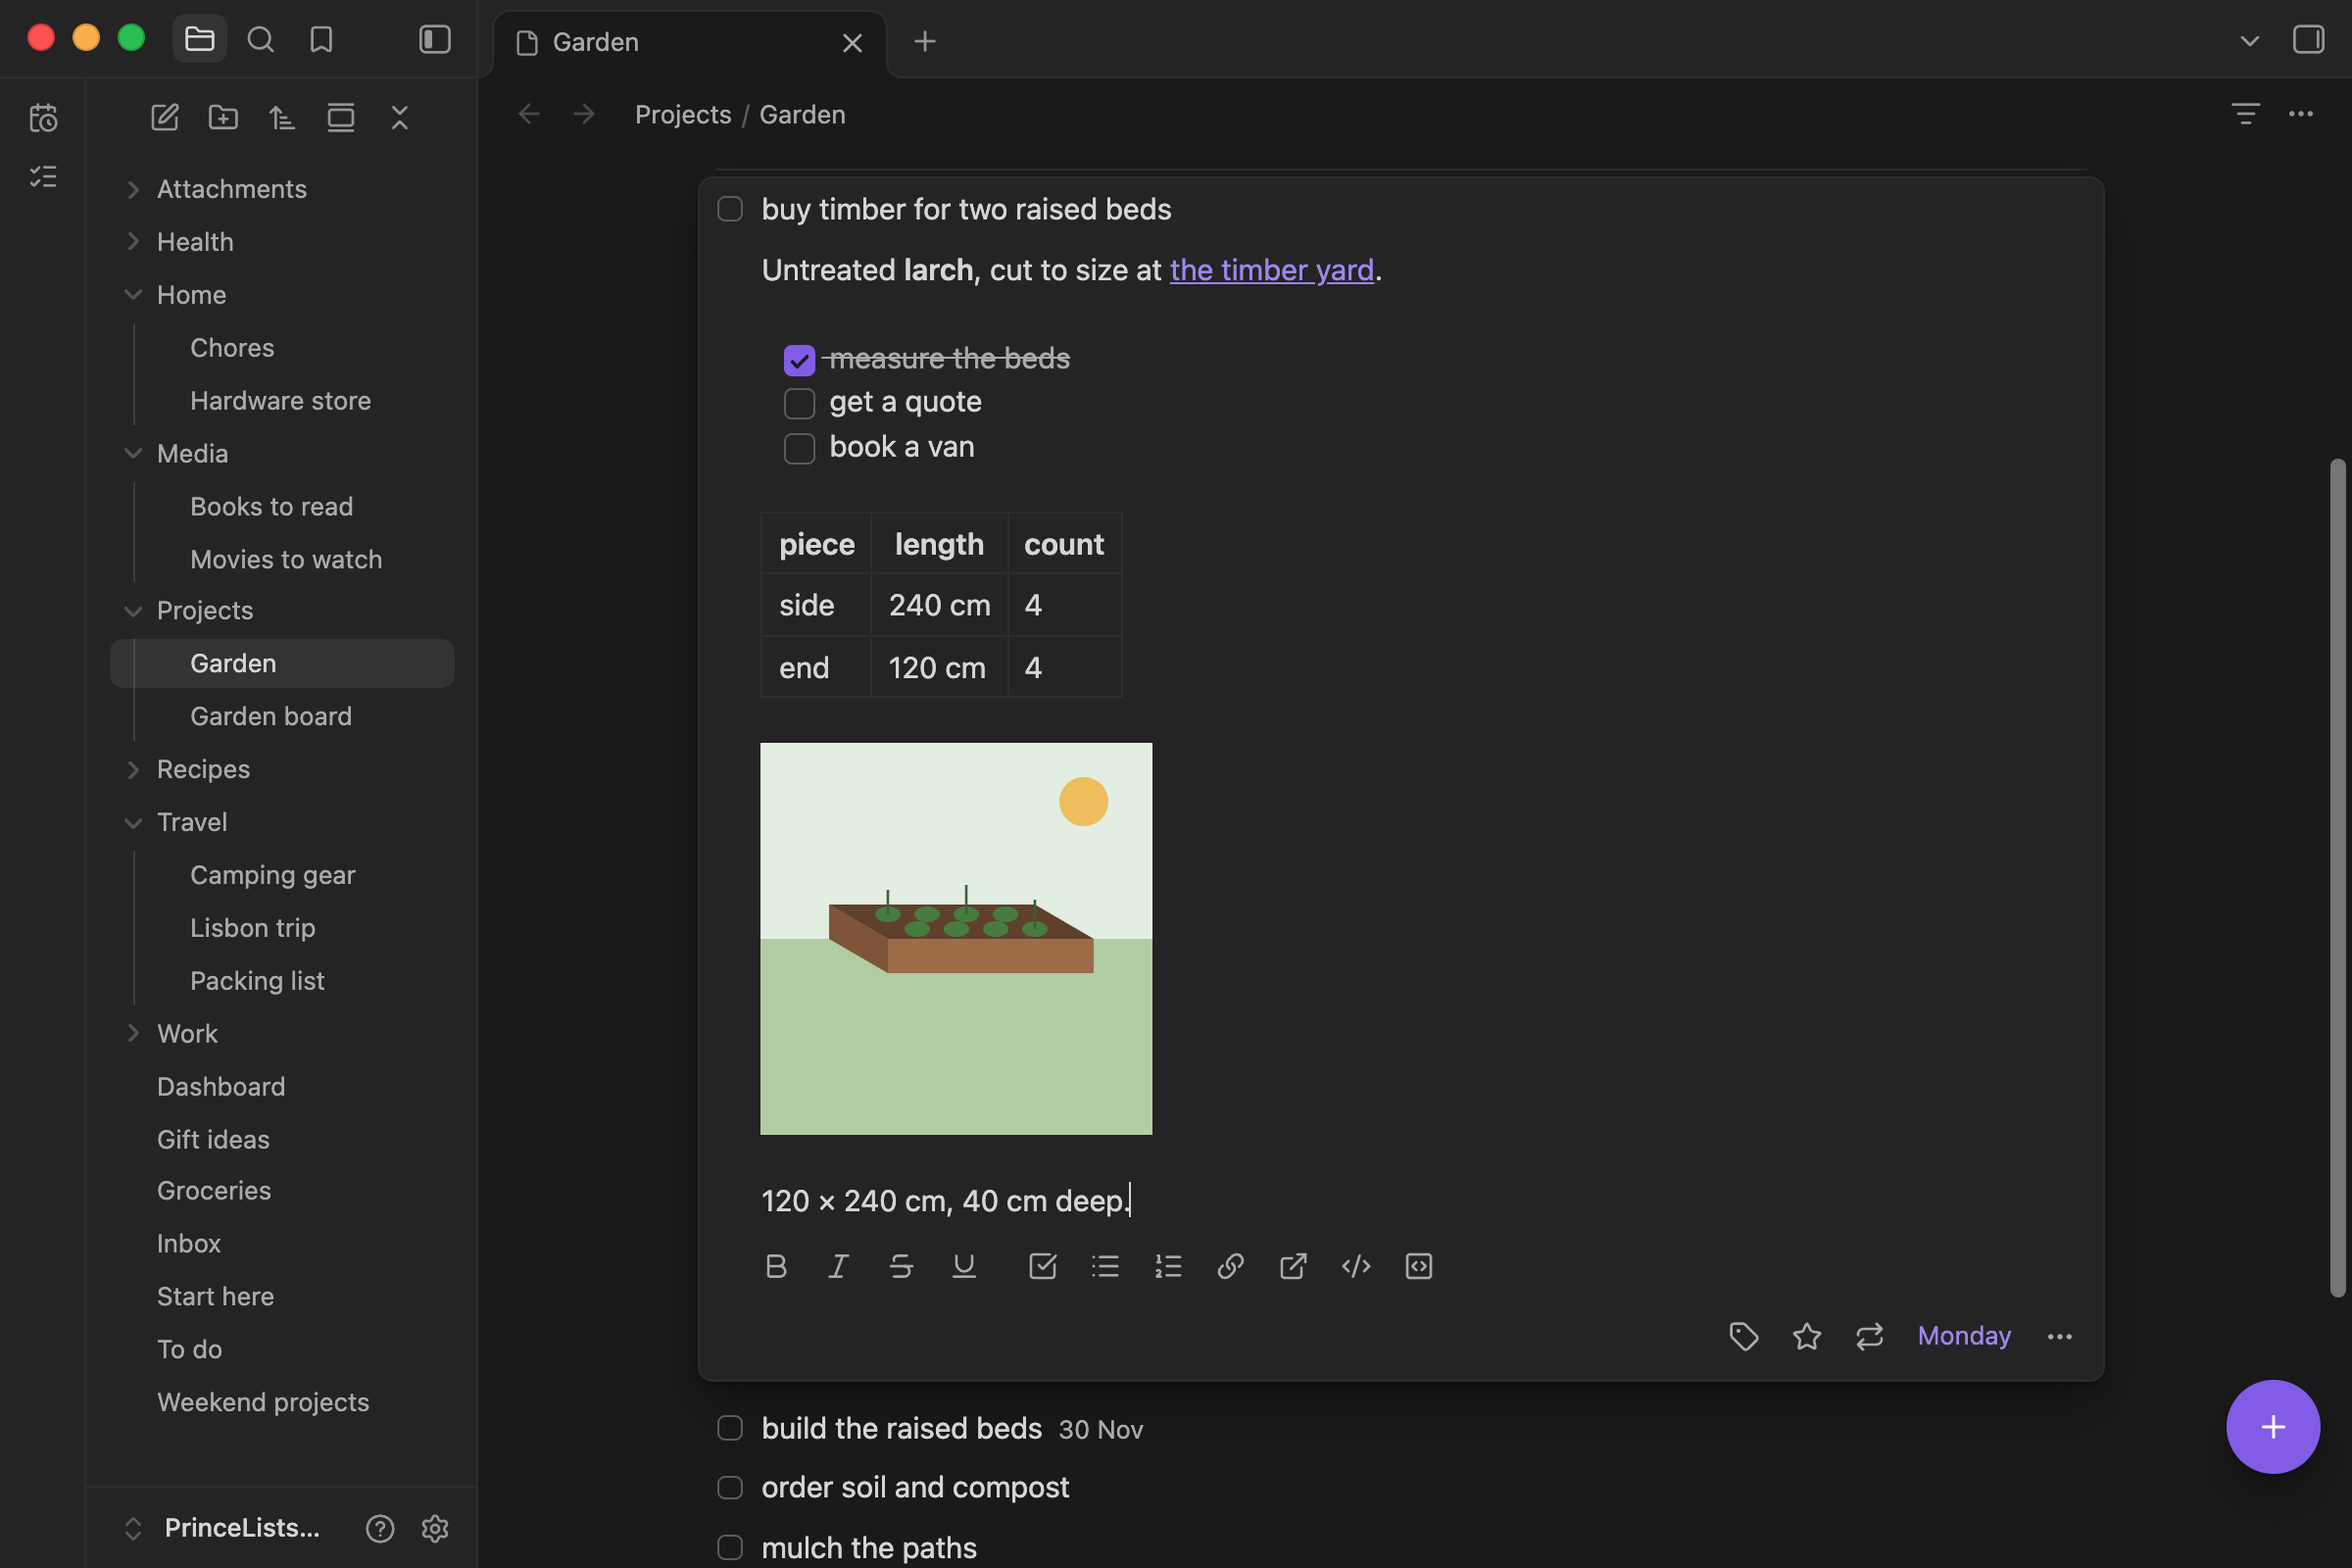 Garden
Projects / Garden
Attachments
Health
Home
Chores
Hardware store
Media
Books to read
Movies to watch
Projects
Garden
Garden board
Recipes
Travel
Camping gear
Lisbon trip
Packing list
Work
Dashboard
Gift ideas
Groceries
Inbox
Start here
To do
Weekend projects
PrinceLists...
buy timber for two raised beds
Untreated larch, cut to size at the timber yard.
measure the beds
get a quote
book a van
piece length count
side 240 cm 4
end 120 cm 4
120 × 240 cm, 40 cm deep.
Monday
build the raised beds 30 Nov
order soil and compost
mulch the paths